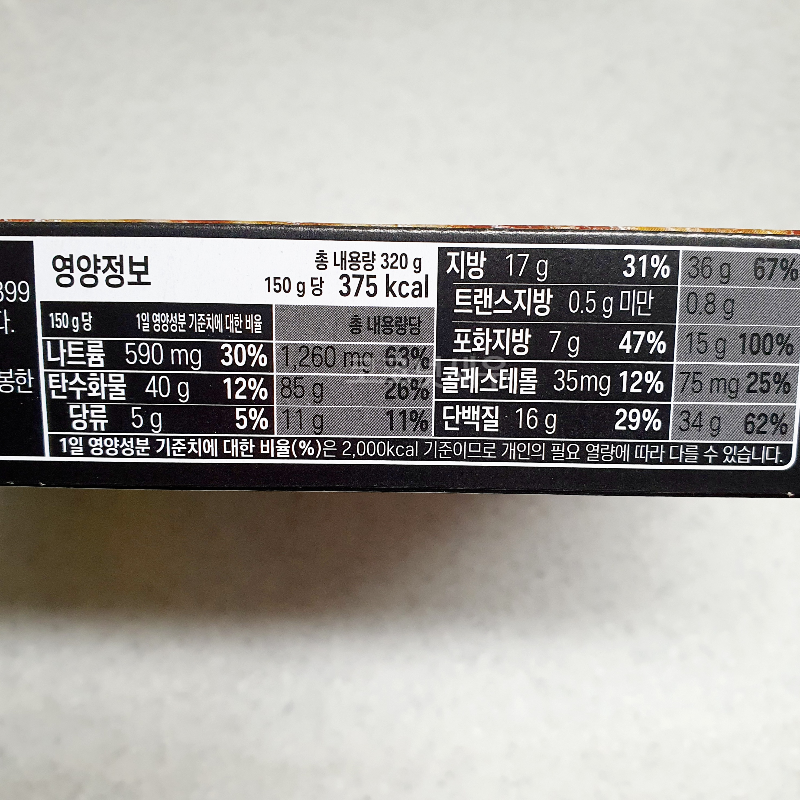 399
다.
봉한
영양정보
총 내용량 320 g
150 g 당 375 kcal
150 g당 1일 영양성분 기준치에 대한 비율 총 내용량당
나트륨 590 mg 30% 1,260 mg 63%
탄수화물 40 g 12% 85 g 26%
당류 5 g 5% 11 g 11%
지방 17 g 31% 36 g 67%
트랜스지방 0.5 g 미만 0.8 g
포화지방 7 g 47% 15 g 100%
콜레스테롤 35mg 12% 75 mg 25%
단백질 16 g 29% 34 g 62%
1일 영양성분 기준치에 대한 비율(%)은 2,000kcal 기준이므로 개인의 필요 열량에 따라 다를 수 있습니다.